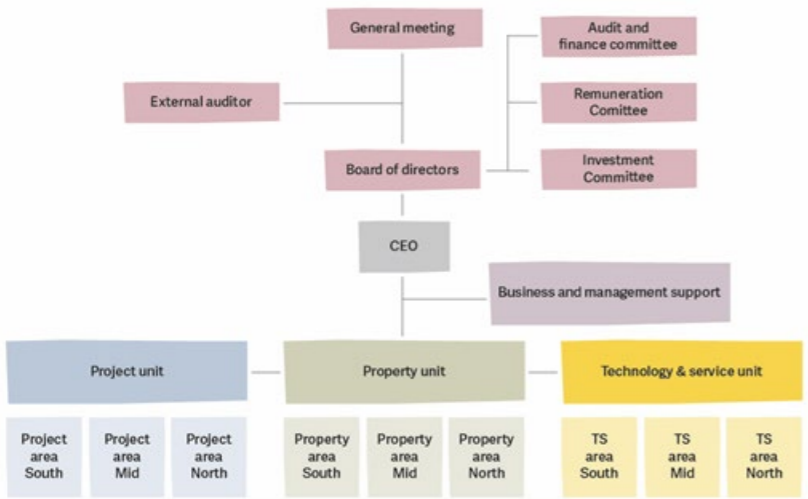 General meeting
Audit and
finance committee
External auditor
Remuneration
Comittee
Board of directors
Investment
Committee
CEO
Business and management support
Project unit
Property unit
Technology & service unit
Project
area
South
Project
area
Mid
Project
area
North
Property
area
South
Property
area
Mid
Property
area
North
TS
area
South
TS
area
Mid
TS
area
North